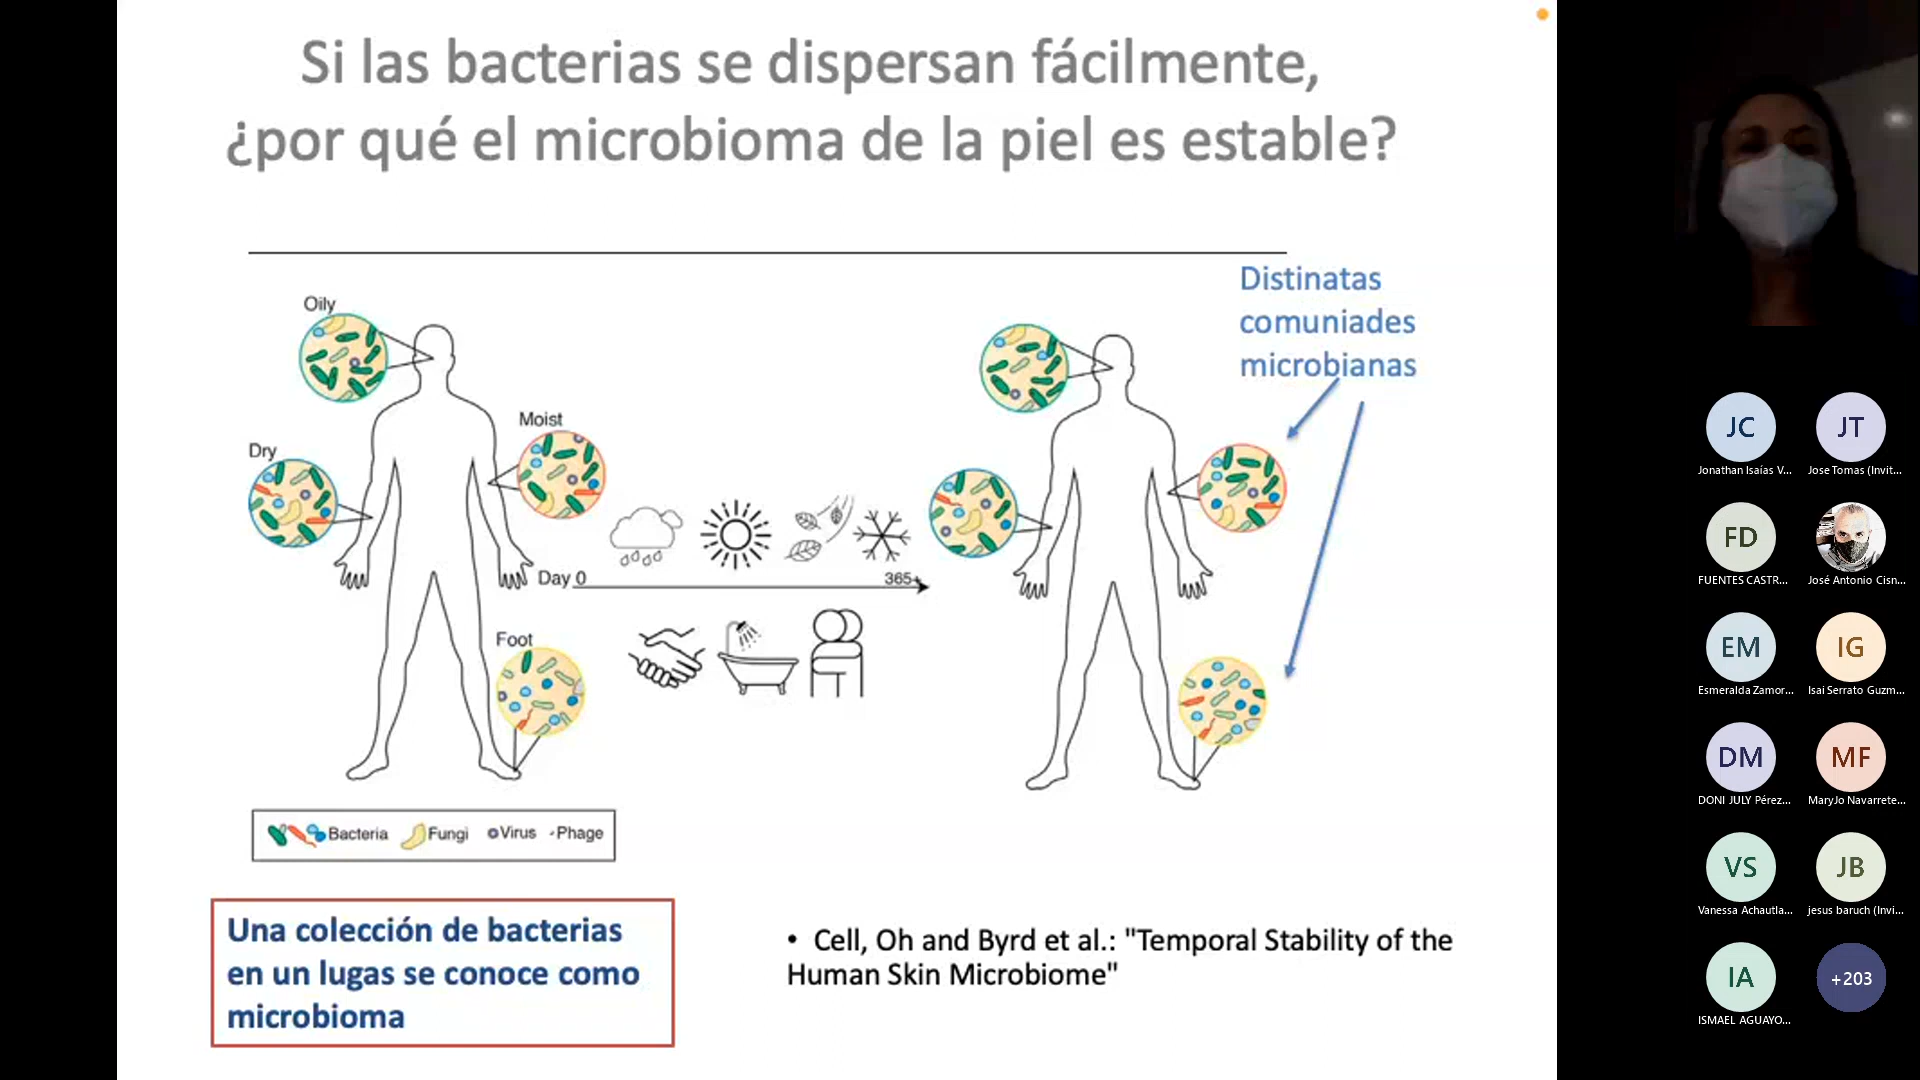 Si las bacterias se dispersan fácilmente,
¿por qué el microbioma de la piel es estable?
Distinatas
comuniades
microbianas
Oily
Moist
Dry
Day 0
365+
Foot
Bacteria Fungi Virus Phage
Una colección de bacterias
en un lugas se conoce como
microbioma
• Cell, Oh and Byrd et al.: "Temporal Stability of the
Human Skin Microbiome"
JC
JT
Jonathan Isaías V...
Jose Tomas (Invit...
FD
FUENTES CASTR...
José Antonio Cisn...
EM
IG
Esmeralda Zamor...
Isai Serrato Guzm...
DM
MF
DONI JULY Pérez...
MaryJo Navarrete...
VS
JB
Vanessa Achautla...
jesus baruch (Invi...
IA
+203
ISMAEL AGUAYO...